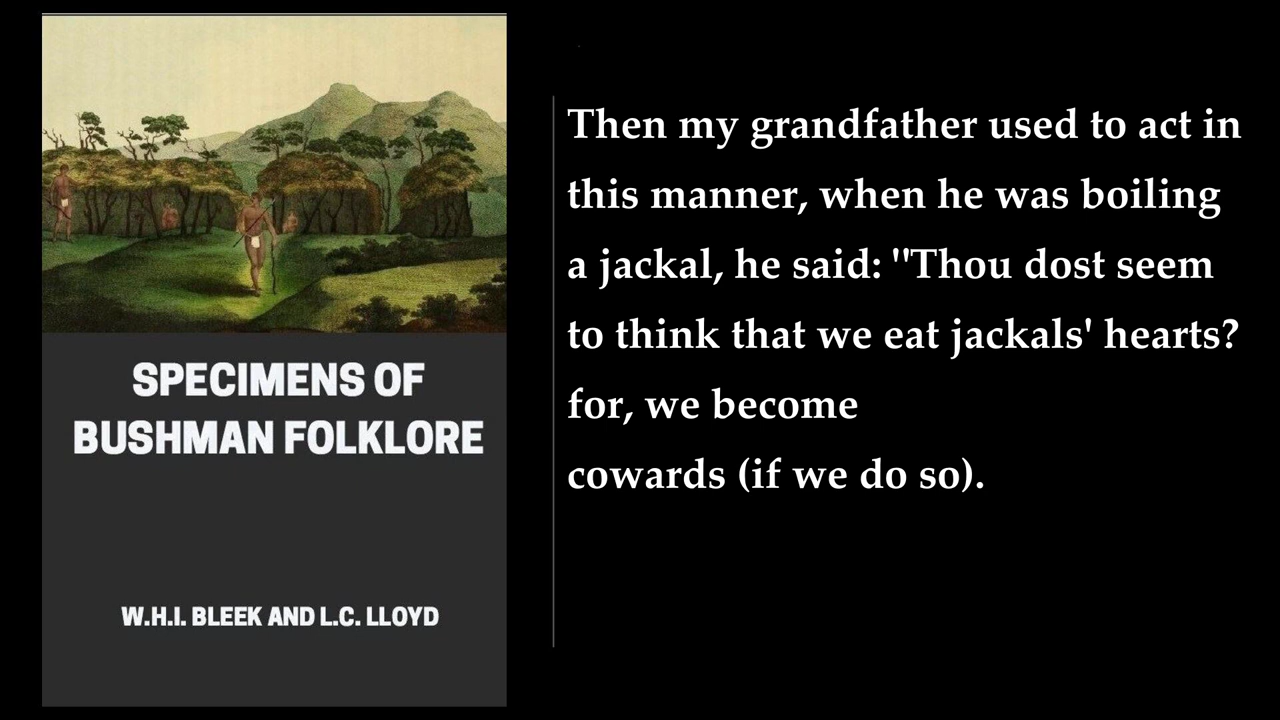 SPECIMENS OF
BUSHMAN FOLKLORE
W.H.I. BLEEK AND L.C. LLOYD
Then my grandfather used to act in
this manner, when he was boiling
a jackal, he said: "Thou dost seem
to think that we eat jackals' hearts?
for, we become
cowards (if we do so).